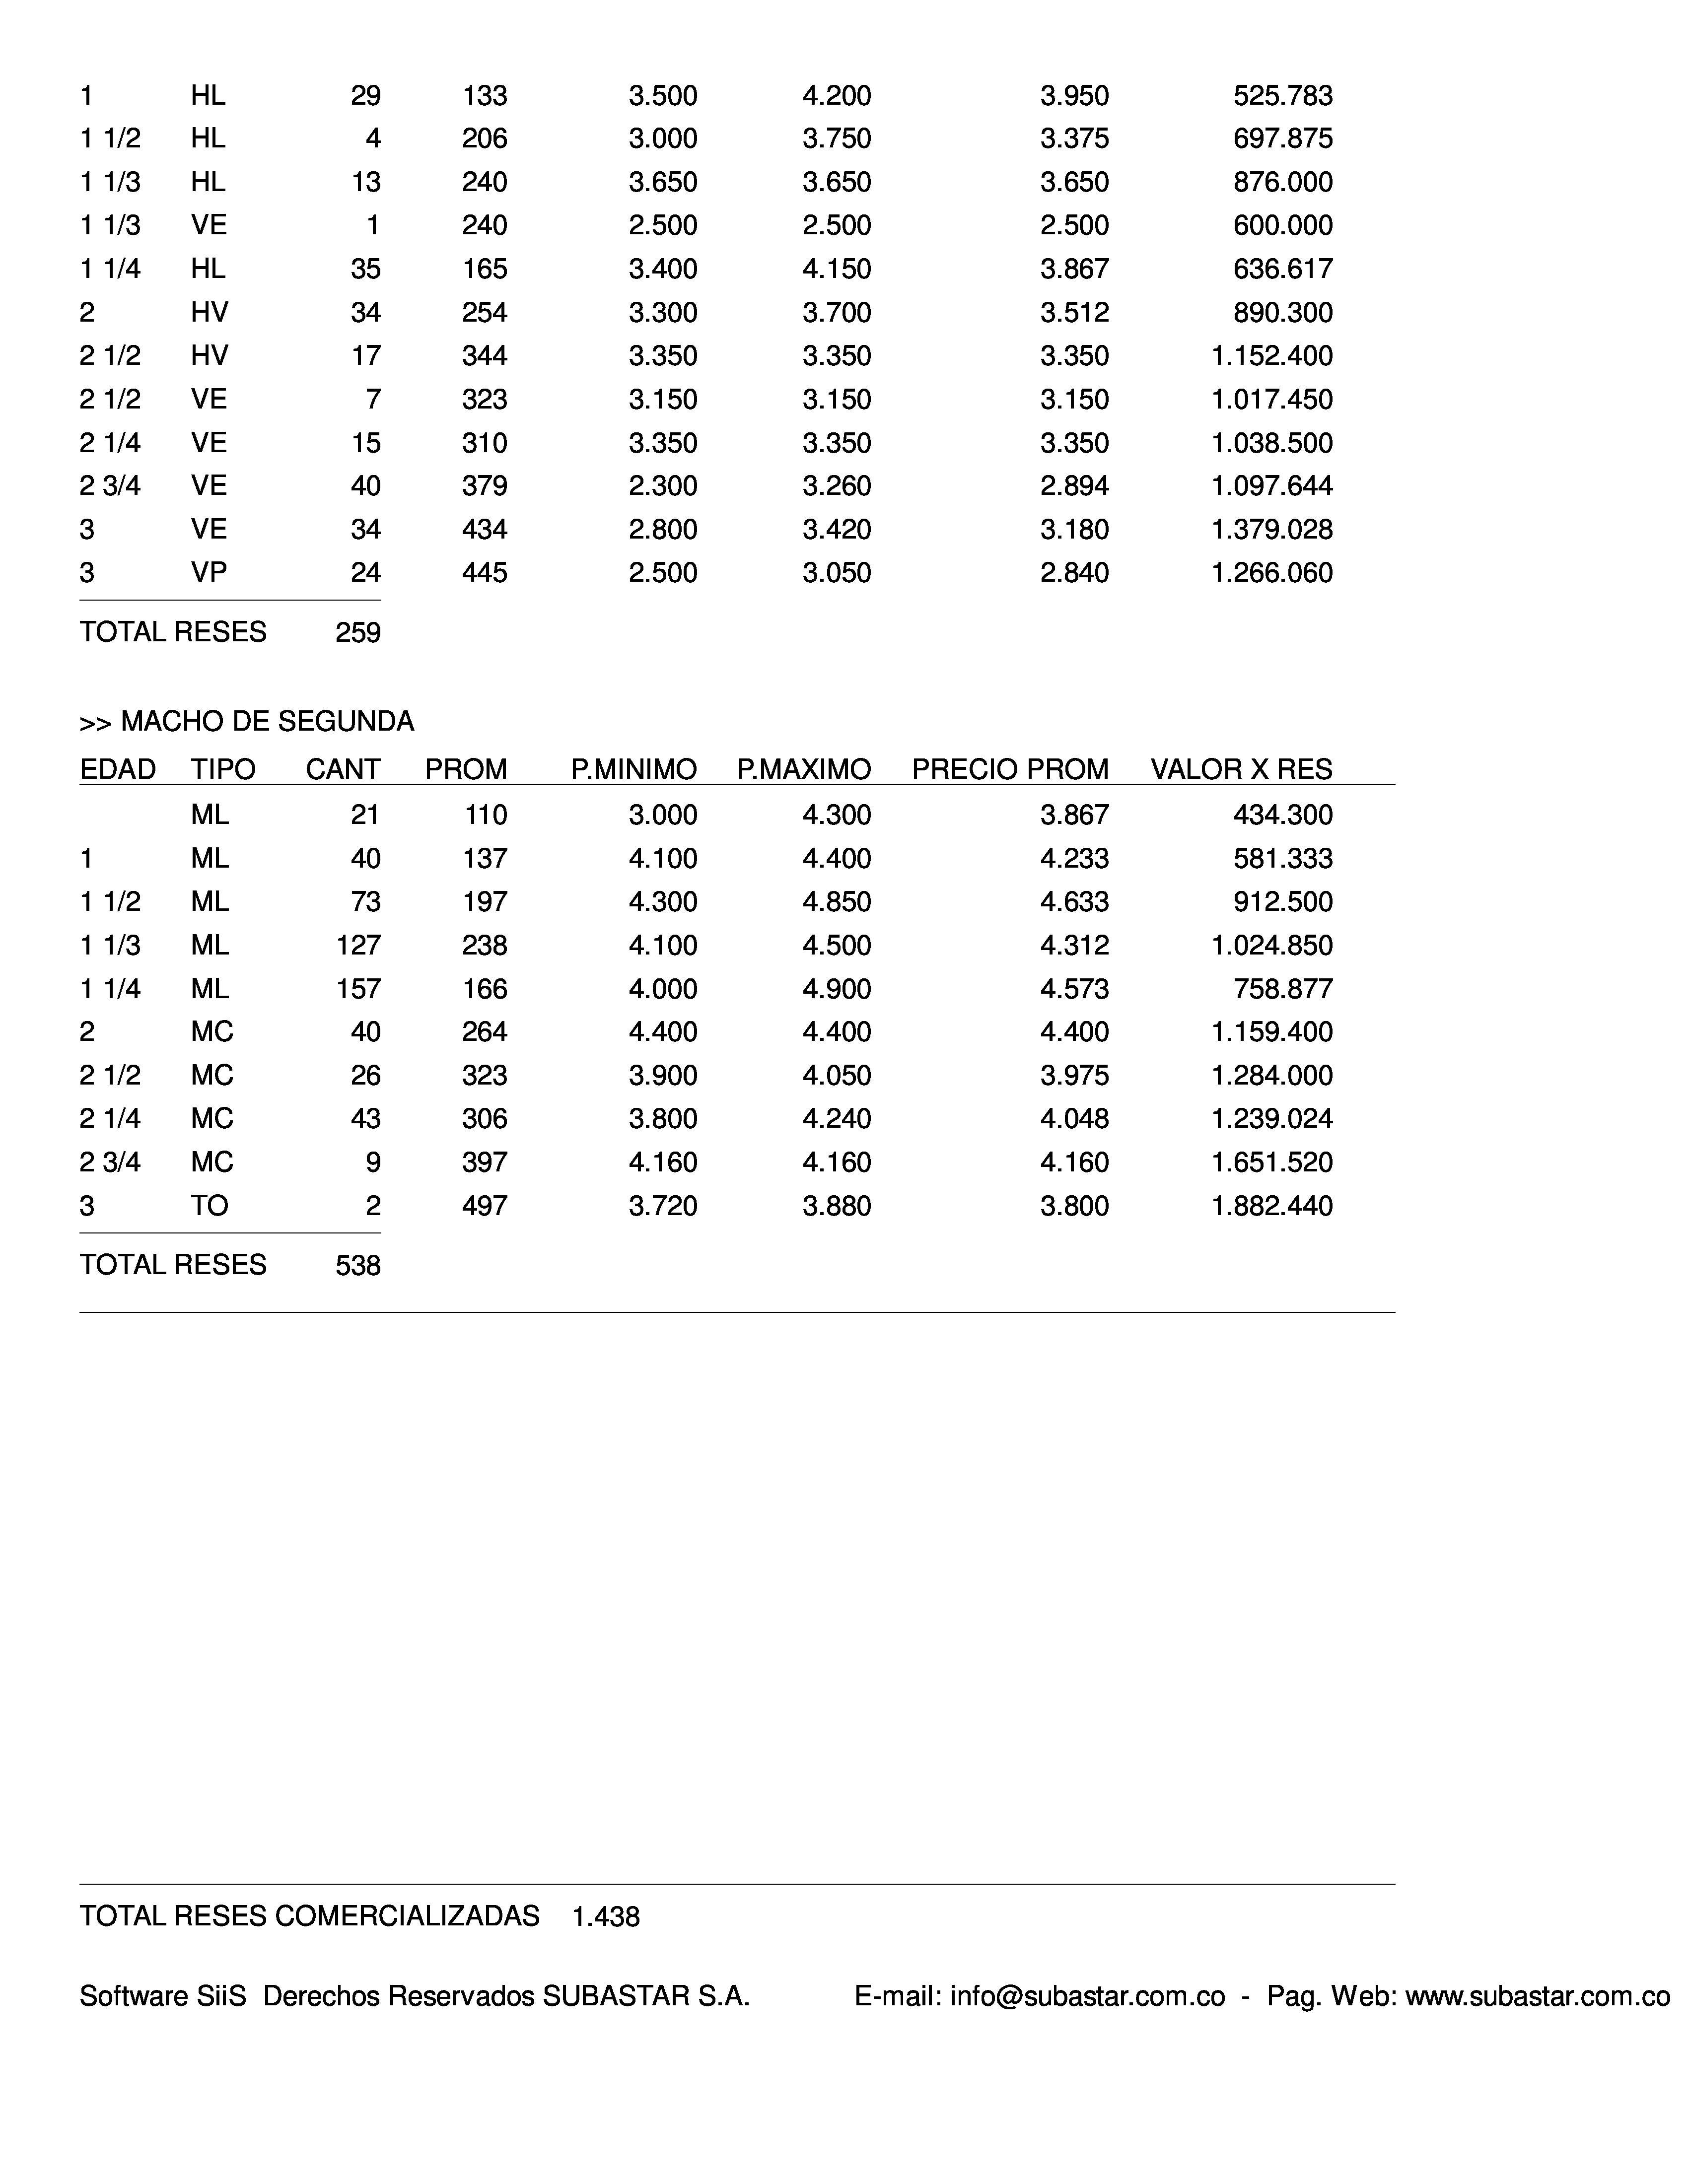 1 HL 29 133 3.500 4.200 3.950 525.783
1 1/2 HL 4 206 3.000 3.750 3.375 697.875
1 1/3 HL 13 240 3.650 3.650 3.650 876.000
1 1/3 VE 1 240 2.500 2.500 2.500 600.000
1 1/4 HL 35 165 3.400 4.150 3.867 636.617
2 HV 34 254 3.300 3.700 3.512 890.300
2 1/2 HV 17 344 3.350 3.350 3.350 1.152.400
2 1/2 VE 7 323 3.150 3.150 3.150 1.017.450
2 1/4 VE 15 310 3.350 3.350 3.350 1.038.500
2 3/4 VE 40 379 2.300 3.260 2.894 1.097.644
3 VE 34 434 2.800 3.420 3.180 1.379.028
3 VP 24 445 2.500 3.050 2.840 1.266.060
TOTAL RESES 259
>> MACHO DE SEGUNDA
EDAD TIPO CANT PROM P.MINIMO P.MAXIMO PRECIO PROM VALOR X RES
ML 21 110 3.000 4.300 3.867 434.300
1 ML 40 137 4.100 4.400 4.233 581.333
1 1/2 ML 73 197 4.300 4.850 4.633 912.500
1 1/3 ML 127 238 4.100 4.500 4.312 1.024.850
1 1/4 ML 157 166 4.000 4.900 4.573 758.877
2 MC 40 264 4.400 4.400 4.400 1.159.400
2 1/2 MC 26 323 3.900 4.050 3.975 1.284.000
2 1/4 MC 43 306 3.800 4.240 4.048 1.239.024
2 3/4 MC 9 397 4.160 4.160 4.160 1.651.520
3 TO 2 497 3.720 3.880 3.800 1.882.440
TOTAL RESES 538
TOTAL RESES COMERCIALIZADAS 1.438
Software SiiS Derechos Reservados SUBASTAR S.A. E-mail: info@subastar.com.co - Pag. Web: www.subastar.com.co